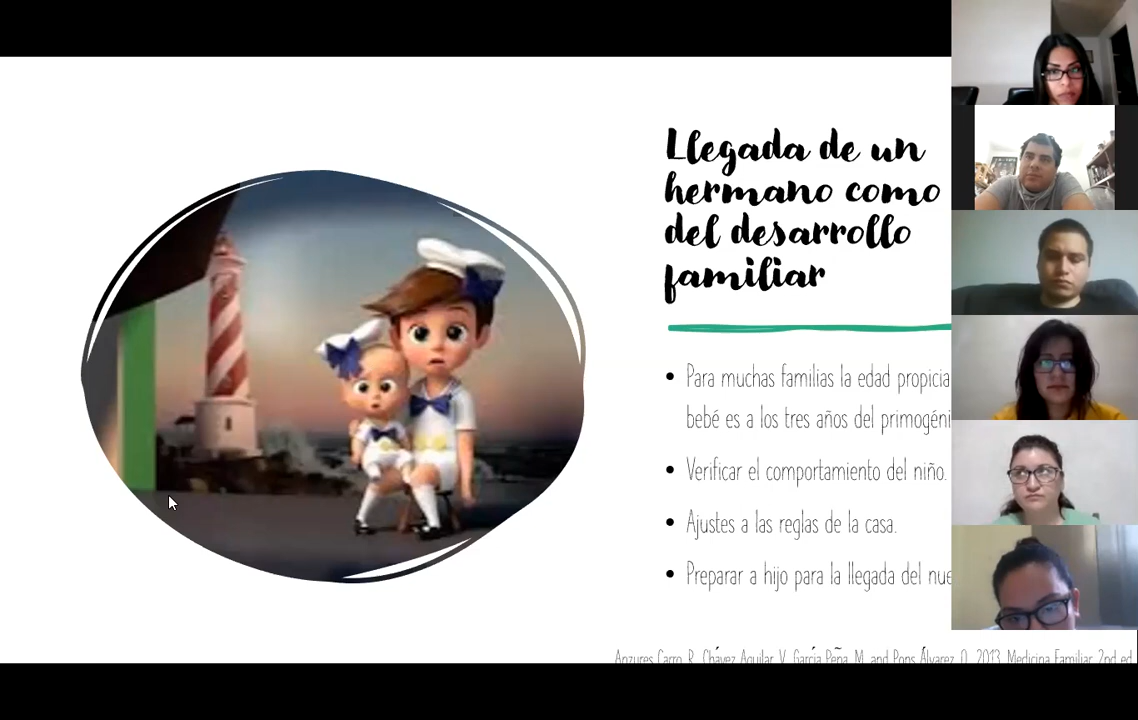 Llegada de un
hermano como
del desarrollo
familiar
• Para muchas familias la edad propicia
bebé es a los tres años del primogéni
• Verificar el comportamiento del niño.
• Ajustes a las reglas de la casa.
• Preparar a hijo para la llegada del nue
Anzures Carro, R., Chávez Aguilar, V., García Peña, M. and Pons Álvarez, O., 2013. Medicina Familiar. 2nd ed.